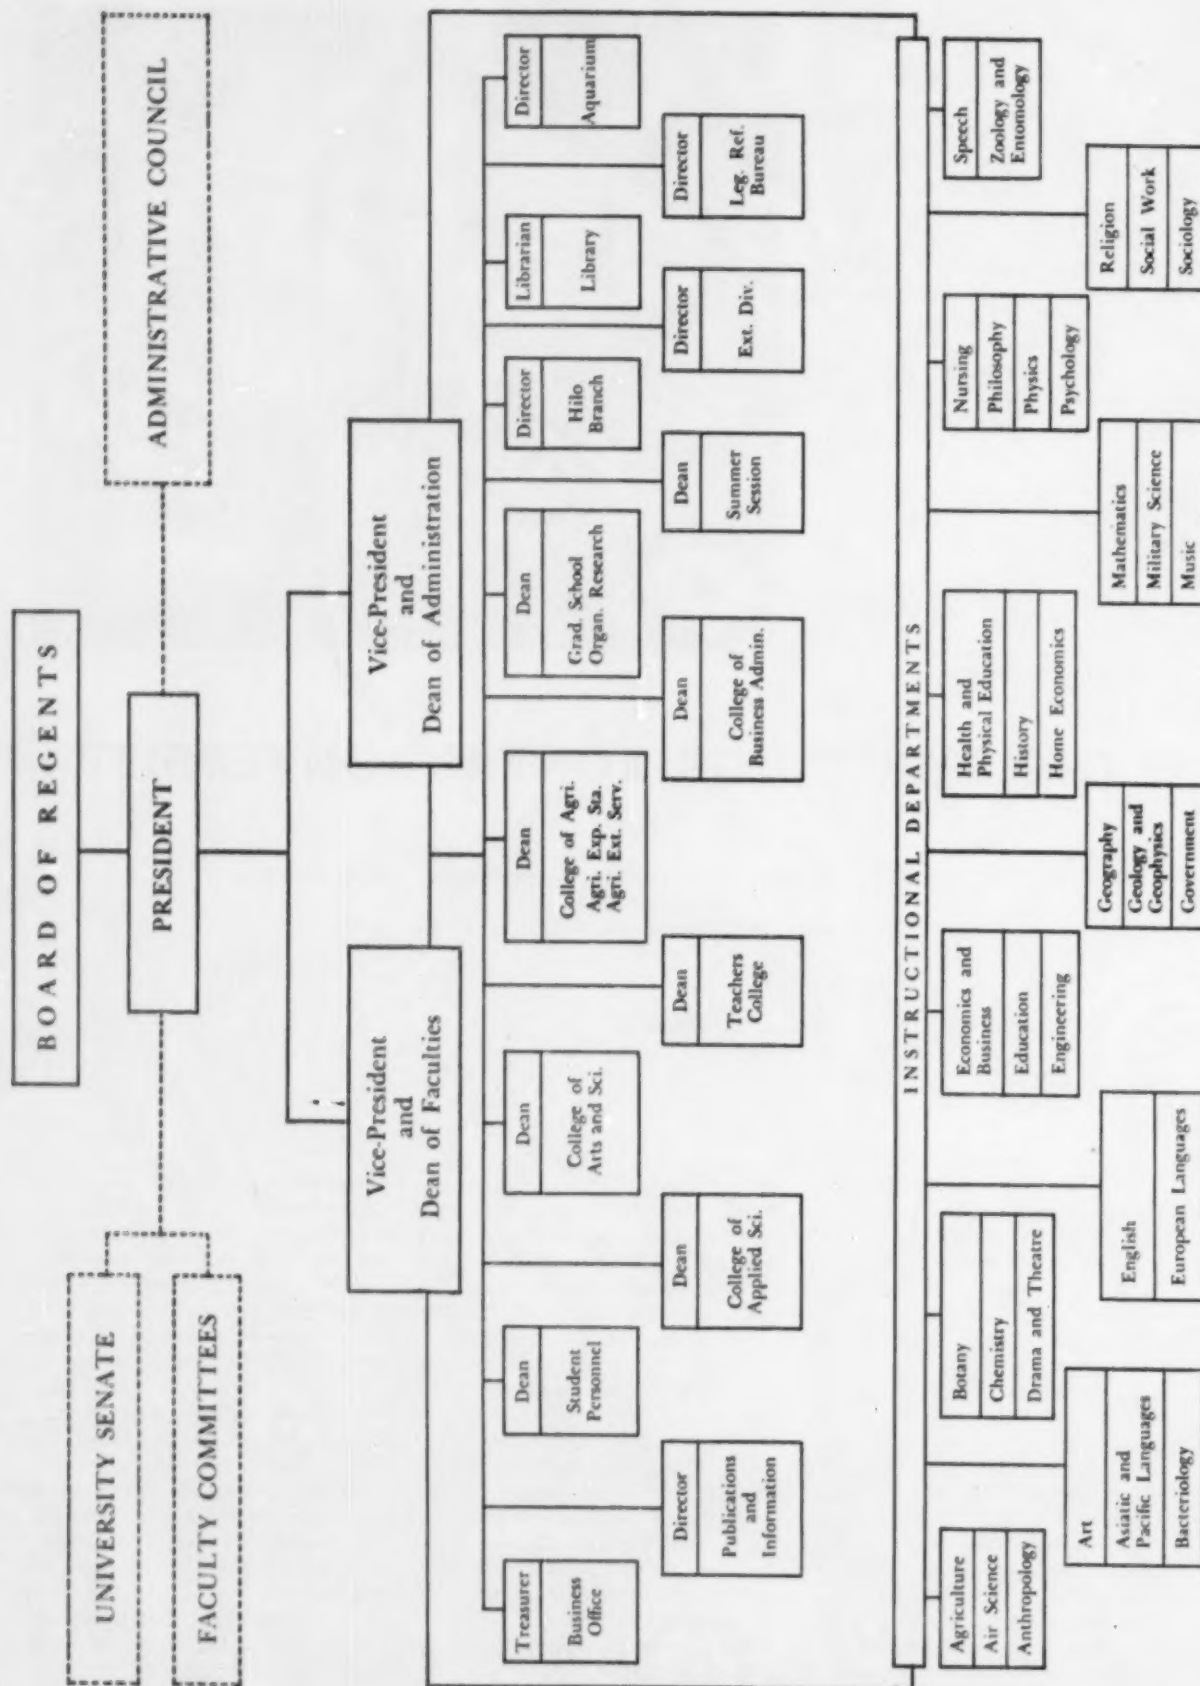 BOARD OF REGENTS
PRESIDENT
UNIVERSITY SENATE
FACULTY COMMITTEES
ADMINISTRATIVE COUNCIL
Vice-President
and
Dean of Faculties
Vice-President
and
Dean of Administration
Treasurer
Business
Office
Dean
Student
Personnel
Dean
College of
Arts and Sci.
Dean
College of Agri.
Agri. Exp. Sta.
Agri. Ext. Serv.
Dean
Grad. School
Organ. Research
Director
Hilo
Branch
Librarian
Library
Director
Aquarium
Director
Publications
and
Information
Dean
College of
Applied Sci.
Dean
Teachers
College
Dean
College of
Business Admin.
Dean
Summer
Session
Director
Ext. Div.
Director
Leg. Ref.
Bureau
INSTRUCTIONAL DEPARTMENTS
Agriculture
Air Science
Anthropology
Botany
Chemistry
Drama and Theatre
Economics and
Business
Education
Engineering
Health and
Physical Education
History
Home Economics
Nursing
Philosophy
Physics
Psychology
Speech
Zoology and
Entomology
Art
Asiatic and
Pacific Languages
Bacteriology
English
European Languages
Geography
Geology and
Geophysics
Government
Mathematics
Military Science
Music
Religion
Social Work
Sociology